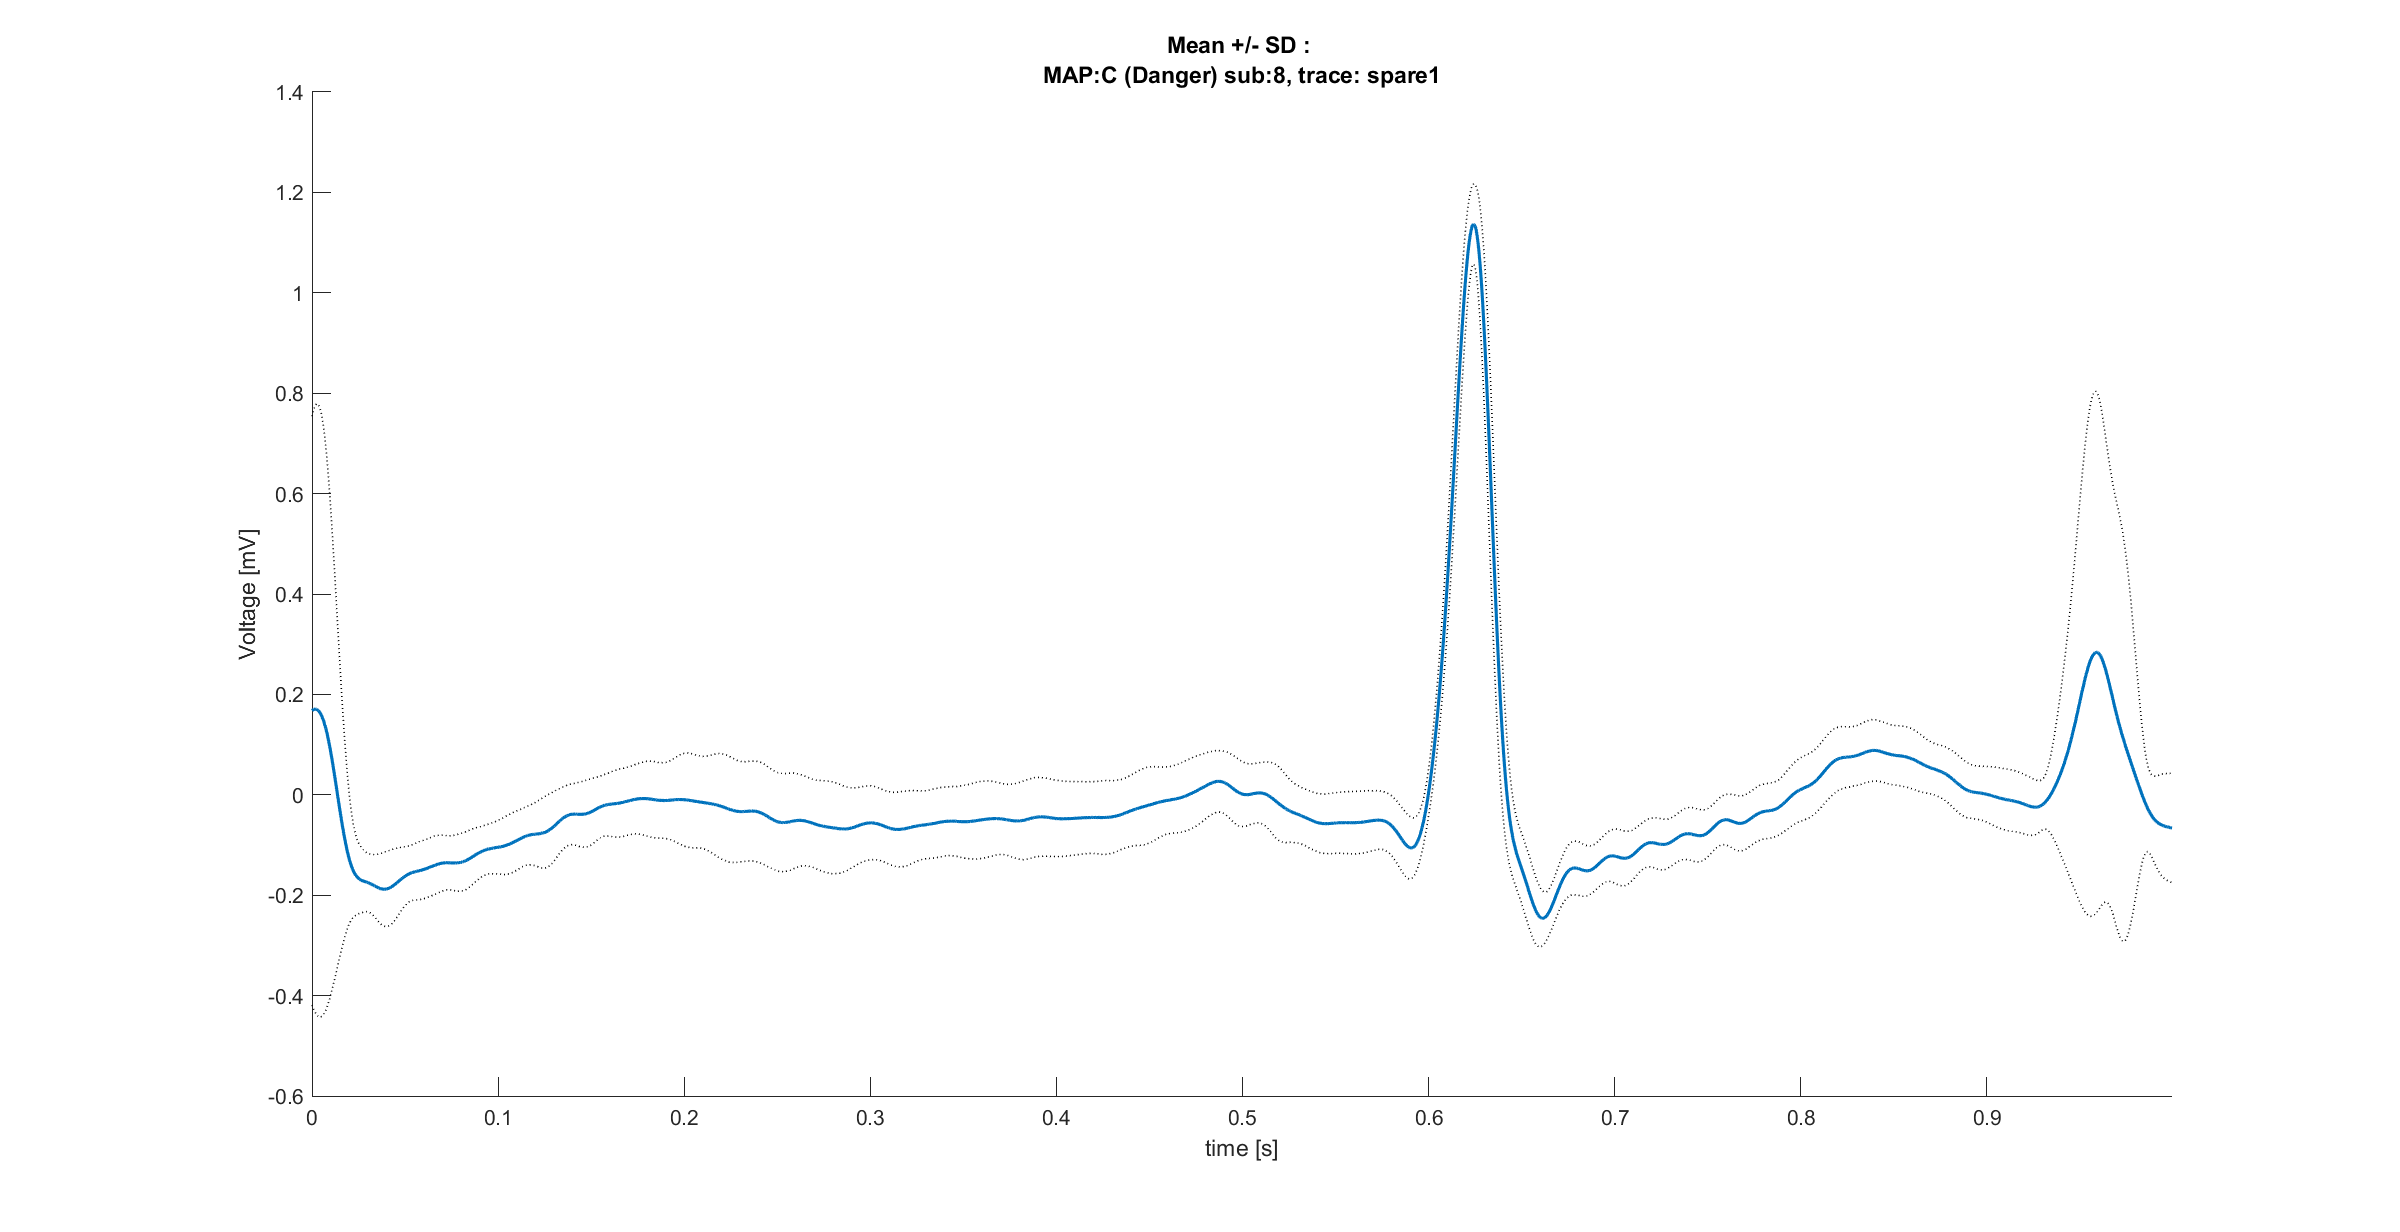 Mean +/- SD :
MAP:C (Danger) sub:8, trace: spare1
1.4
1.2
1
0.8
0.6
0.4
0.2
0
-0.2
-0.4
-0.6
Voltage [mV]
0 0.1 0.2 0.3 0.4 0.5 0.6 0.7 0.8 0.9
time [s]